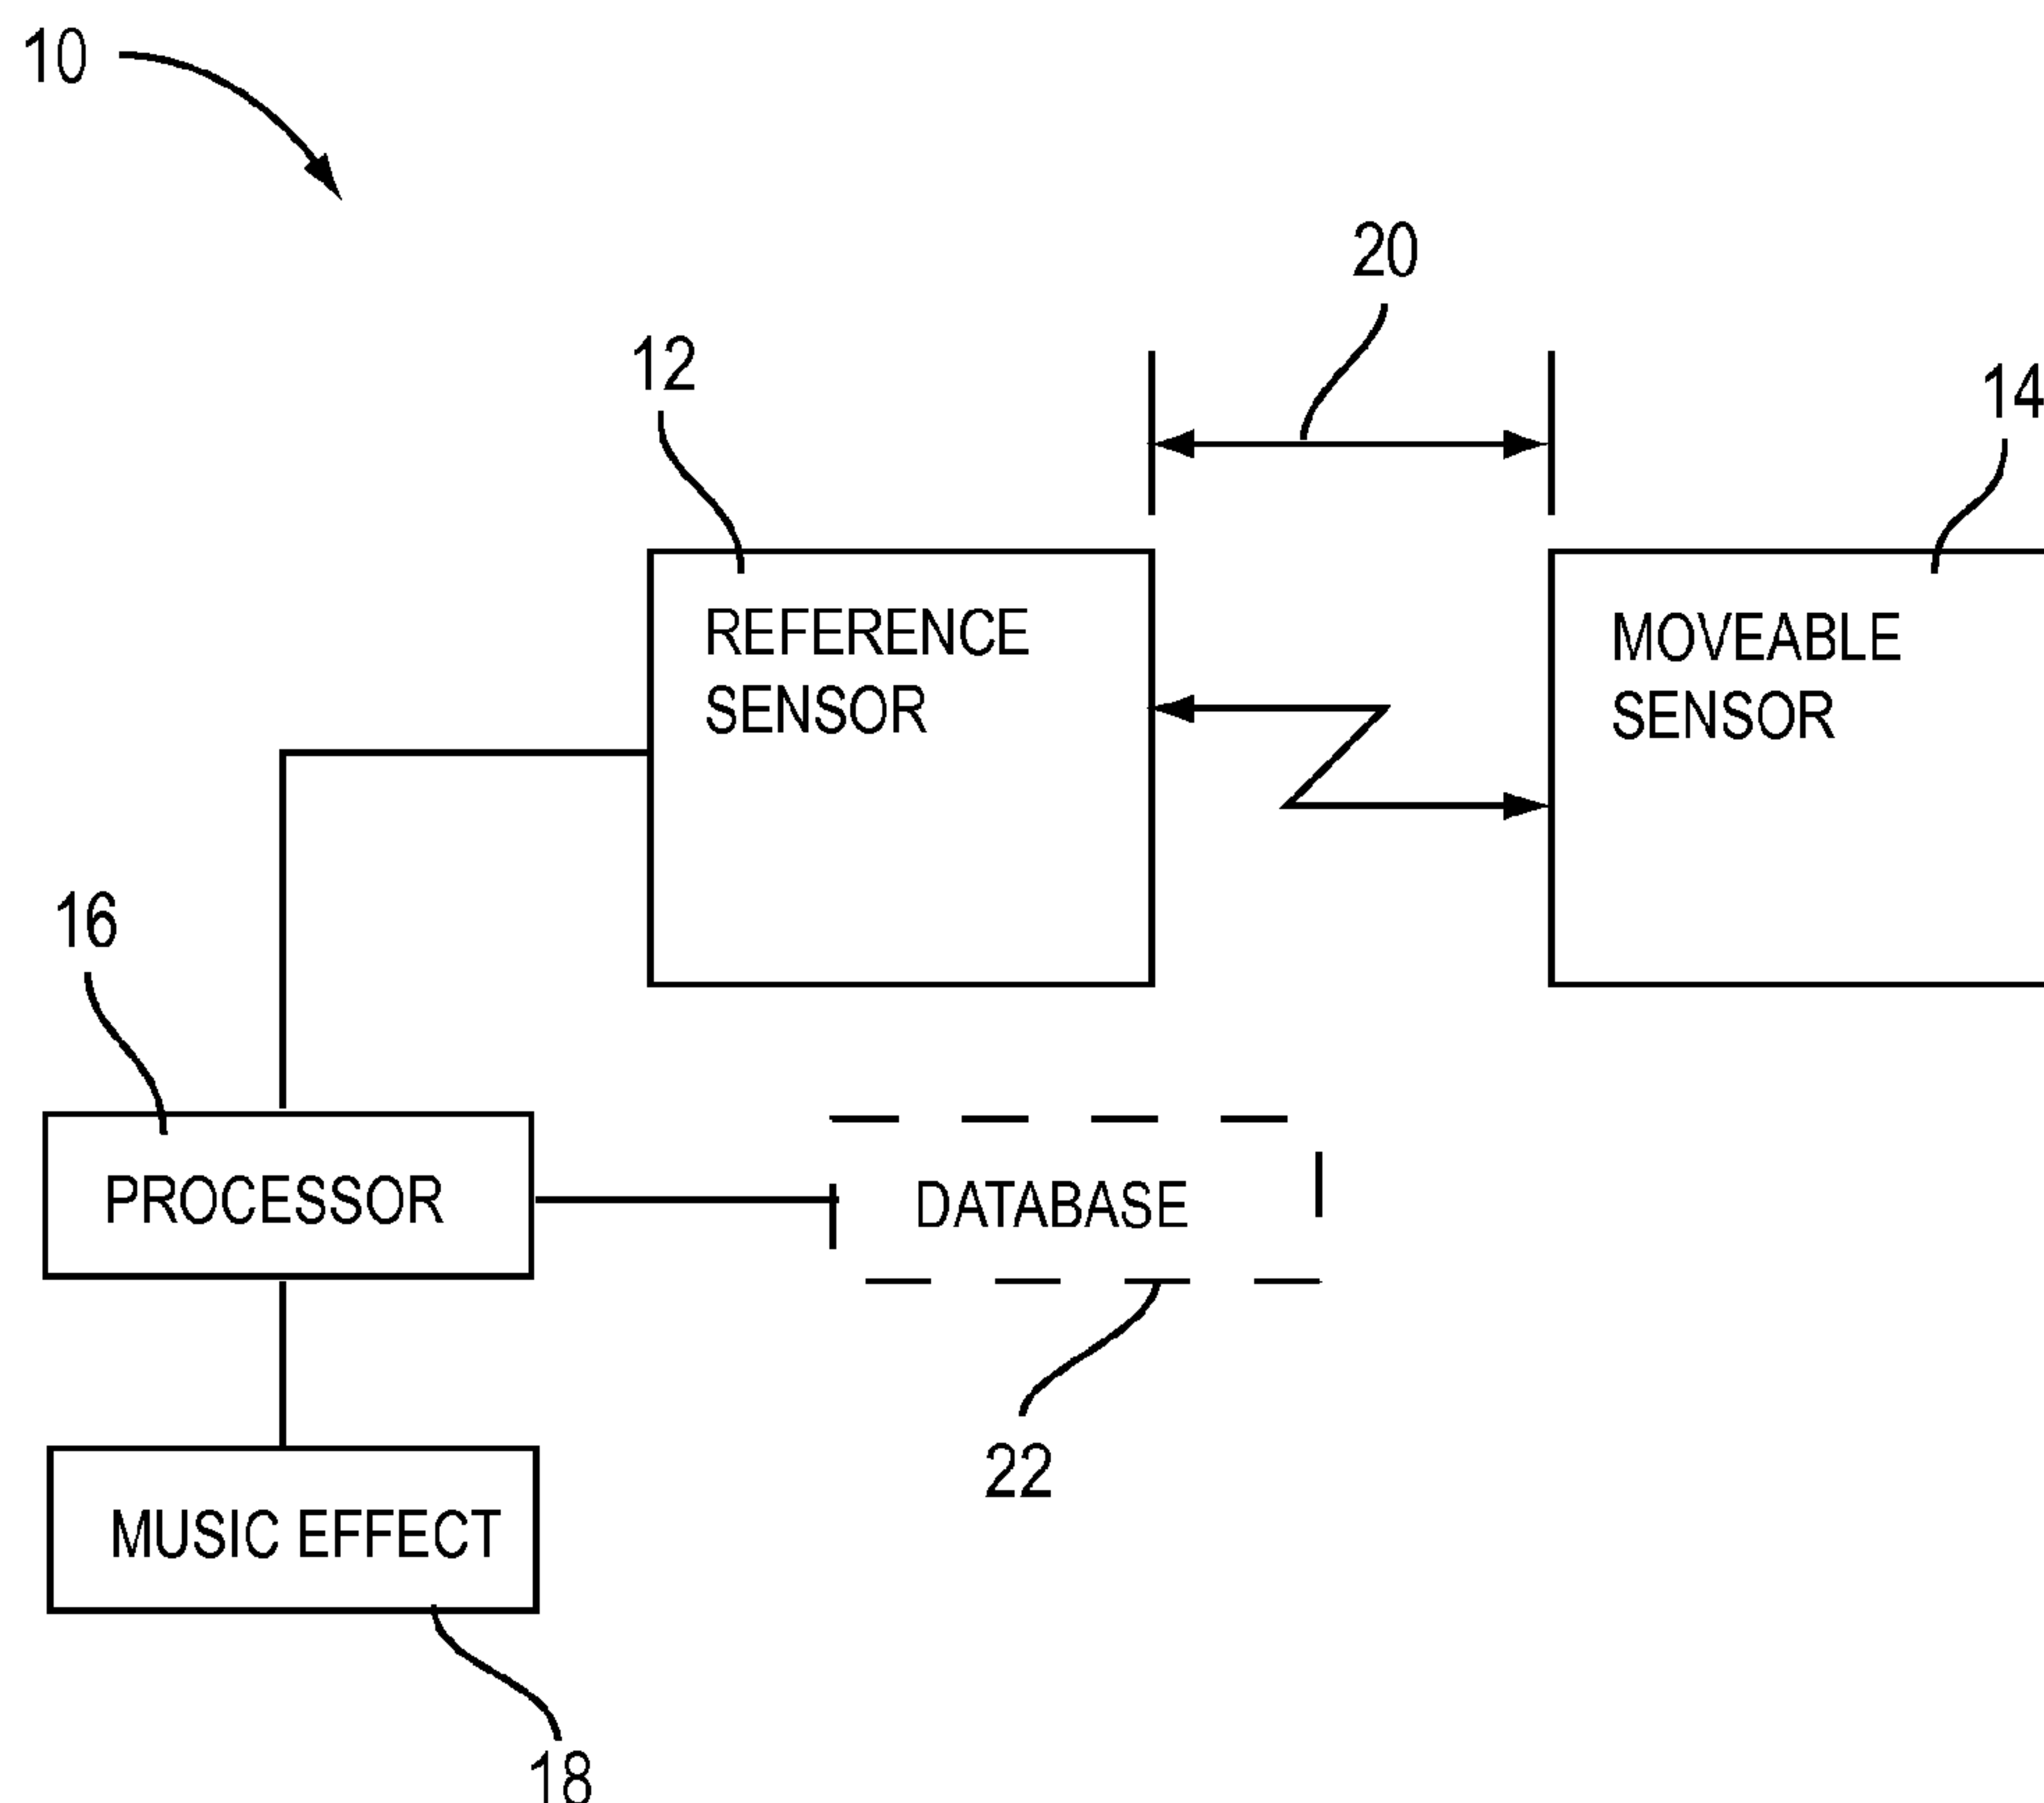 10
20
12
14
REFERENCE
SENSOR
MOVEABLE
SENSOR
16
PROCESSOR
DATABASE
22
MUSIC EFFECT
18